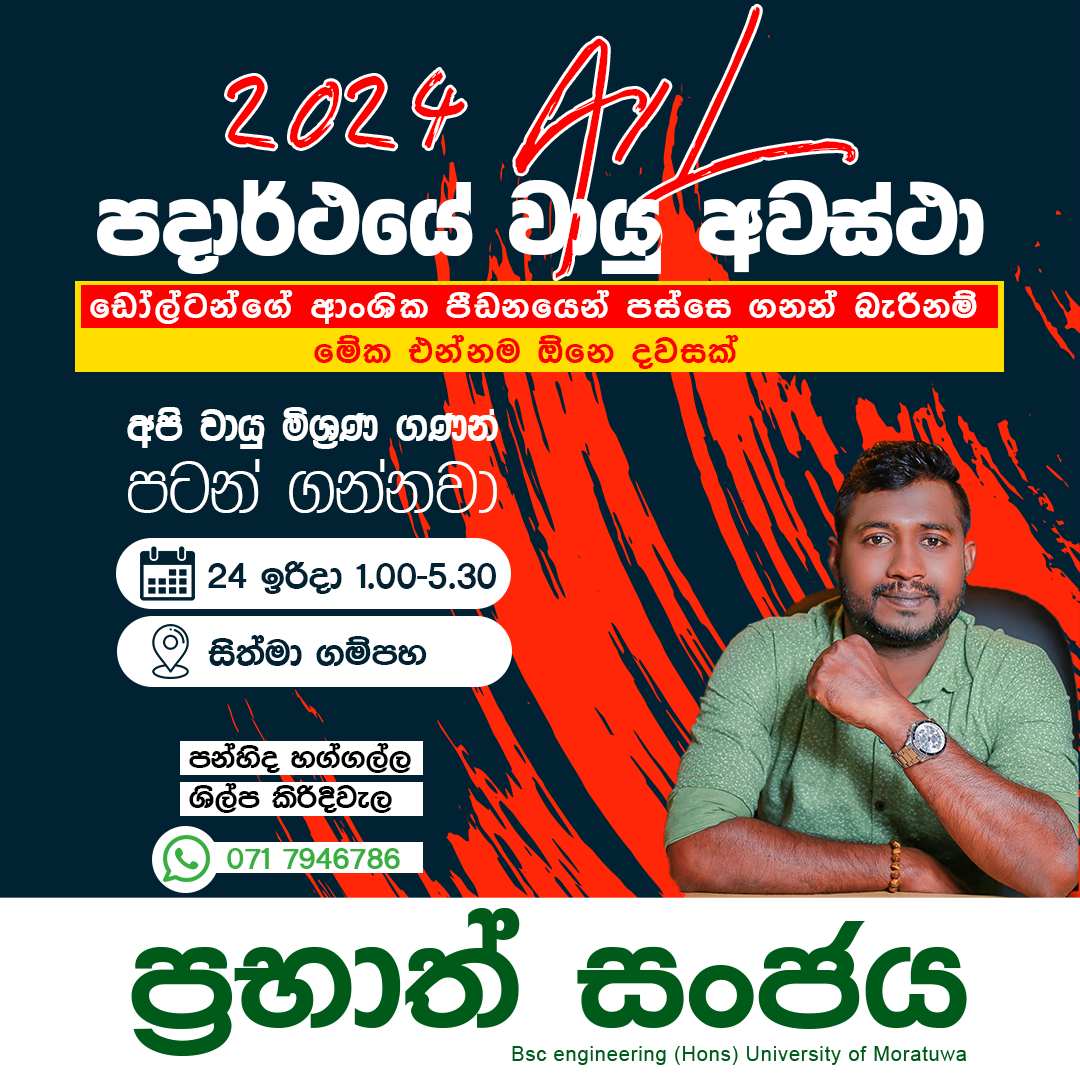 2024 A/L
පදාර්ථයේ වායු අවස්ථා
ඩෝල්ටන්ගේ ආංශික පීඩනයෙන් පස්සෙ ගනන් බැරිනම්
මේක එන්නම ඕනෙ දවසක්
අපි වායු මිශ්‍රණ ගණන්
පටන් ගන්නවා
24 ඉරිදා 1.00-5.30
සිත්මා ගම්පහ
පන්හිද හග්ගල්ල
ශිල්ප කිරිදිවැල
071 7946786
ප්‍රභාත් සංජය
Bsc engineering (Hons) University of Moratuwa